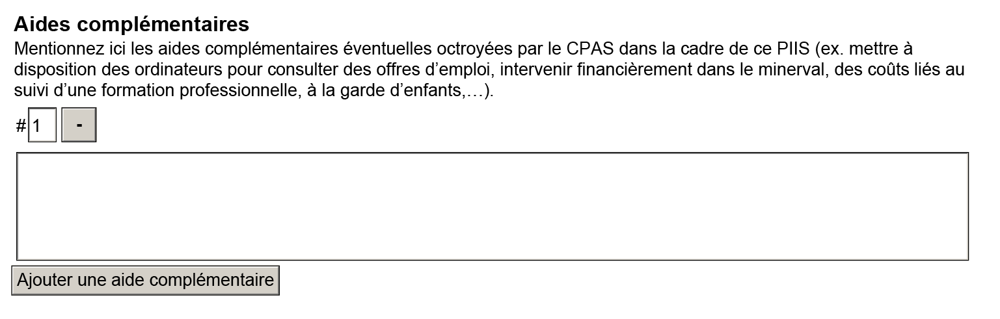 Aides complémentaires
Mentionnez ici les aides complémentaires éventuelles octroyées par le CPAS dans la cadre de ce PIIS (ex. mettre à
disposition des ordinateurs pour consulter des offres d’emploi, intervenir financièrement dans le minerval, des coûts liés au
suivi d’une formation professionnelle, à la garde d’enfants,…).
# 1 -
Ajouter une aide complémentaire